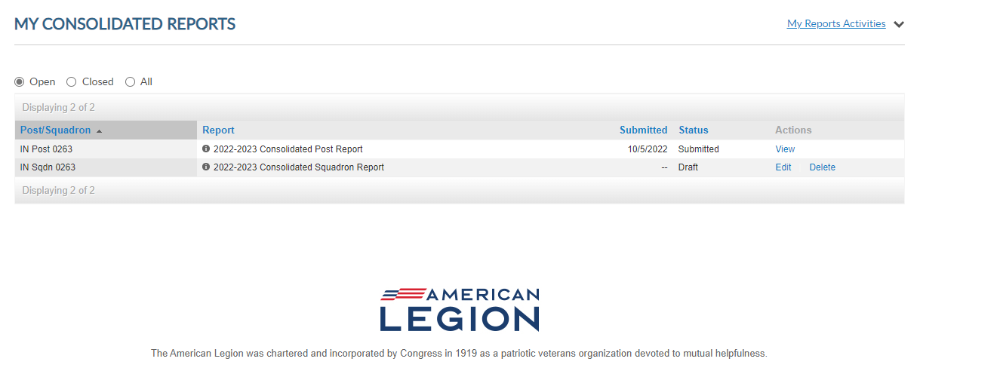 MY CONSOLIDATED REPORTS My Reports Activities
Open Closed All
Displaying 2 of 2
Post/Squadron Report Submitted Status Actions
IN Post 0263 2022-2023 Consolidated Post Report 10/5/2022 Submitted View
IN Sqdn 0263 2022-2023 Consolidated Squadron Report -- Draft Edit Delete
Displaying 2 of 2
AMERICAN
LEGION
The American Legion was chartered and incorporated by Congress in 1919 as a patriotic veterans organization devoted to mutual helpfulness.